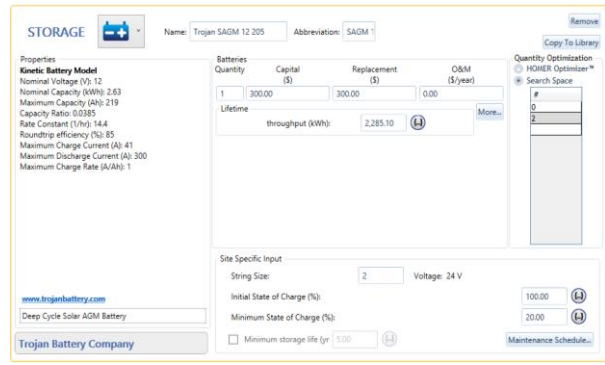 STORAGE
Name: Trojan SAGM 12 205
Abbreviation: SAGM 1
Remove
Copy To Library
Properties
Kinetic Battery Model
Nominal Voltage (V): 12
Nominal Capacity (kWh): 2.63
Maximum Capacity (Ah): 219
Capacity Ratio: 0.0385
Rate Constant (1/hr): 14.4
Roundtrip efficiency (%): 85
Maximum Charge Current (A): 41
Maximum Discharge Current (A): 300
Maximum Charge Rate (A/Ah): 1
www.trojanbattery.com
Deep Cycle Solar AGM Battery
Trojan Battery Company
Batteries
Quantity Capital Replacement O&M
($) ($) ($/year)
1 300.00 300.00 0.00
Lifetime
More...
throughput (kWh): 2,285.10
Quantity Optimization
HOMER Optimizer™
Search Space
#
0
2
Site Specific Input
String Size: 2 Voltage: 24 V
Initial State of Charge (%): 100.00
Minimum State of Charge (%): 20.00
Minimum storage life (yr 5.00
Maintenance Schedule...